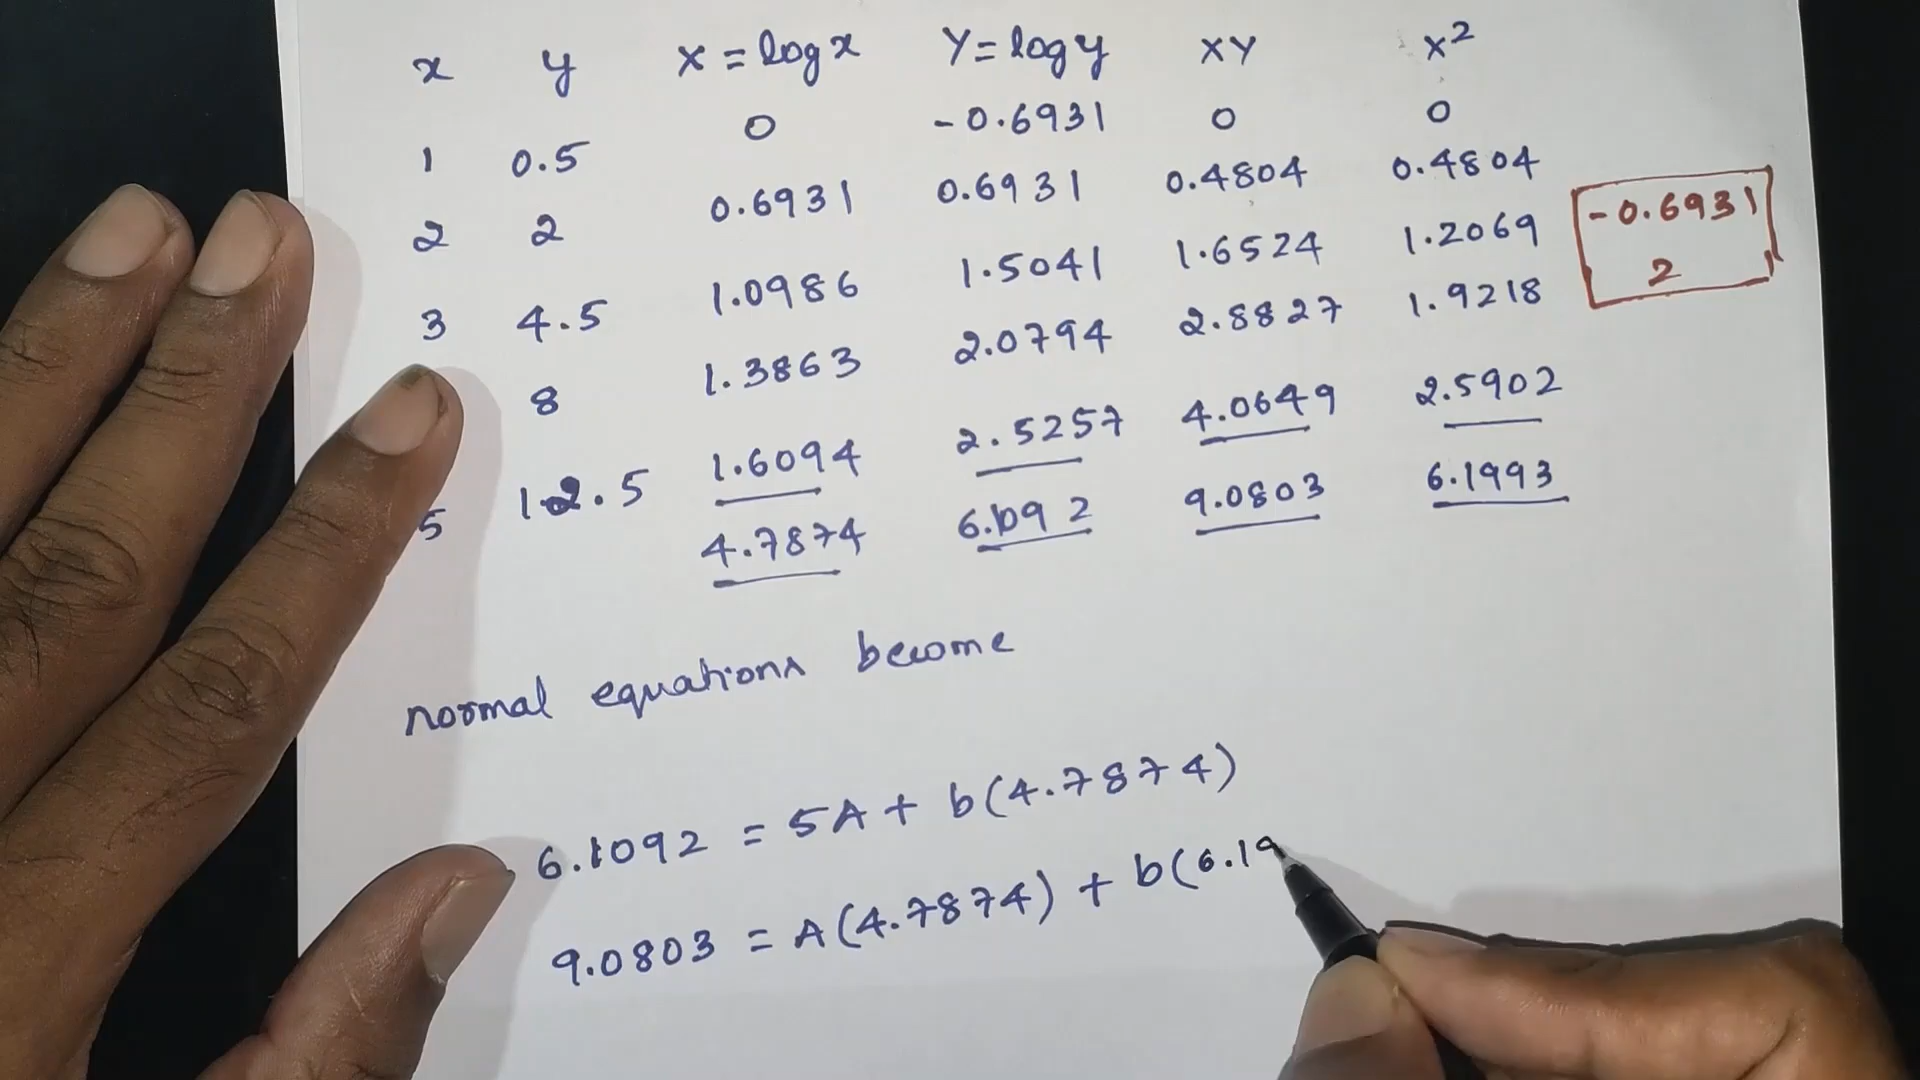 x y X = log x Y = log y XY X2
1 0.5 0 -0.6931 0 0
2 2 0.6931 0.6931 0.4804 0.4804
3 4.5 1.0986 1.5041 1.6524 1.2069
8 1.3863 2.0794 2.8827 1.9218
5 12.5 1.6094 2.5257 4.0649 2.5902
4.7874 6.1092 9.0803 6.1993
-0.6931
2
normal equations become
6.1092 = 5A + b(4.7874)
9.0803 = A(4.7874) + b(6.19